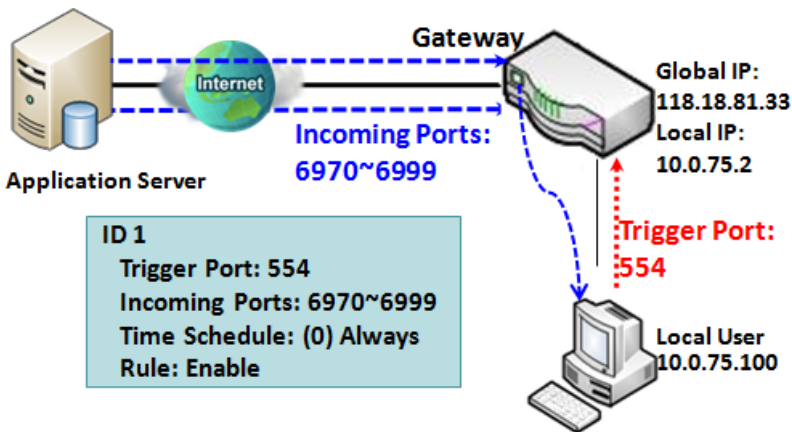 Gateway
Internet
Global IP:
118.18.81.33
Local IP:
10.0.75.2
Incoming Ports:
6970~6999
Application Server
ID 1
Trigger Port: 554
Incoming Ports: 6970~6999
Time Schedule: (0) Always
Rule: Enable
Trigger Port:
554
Local User
10.0.75.100